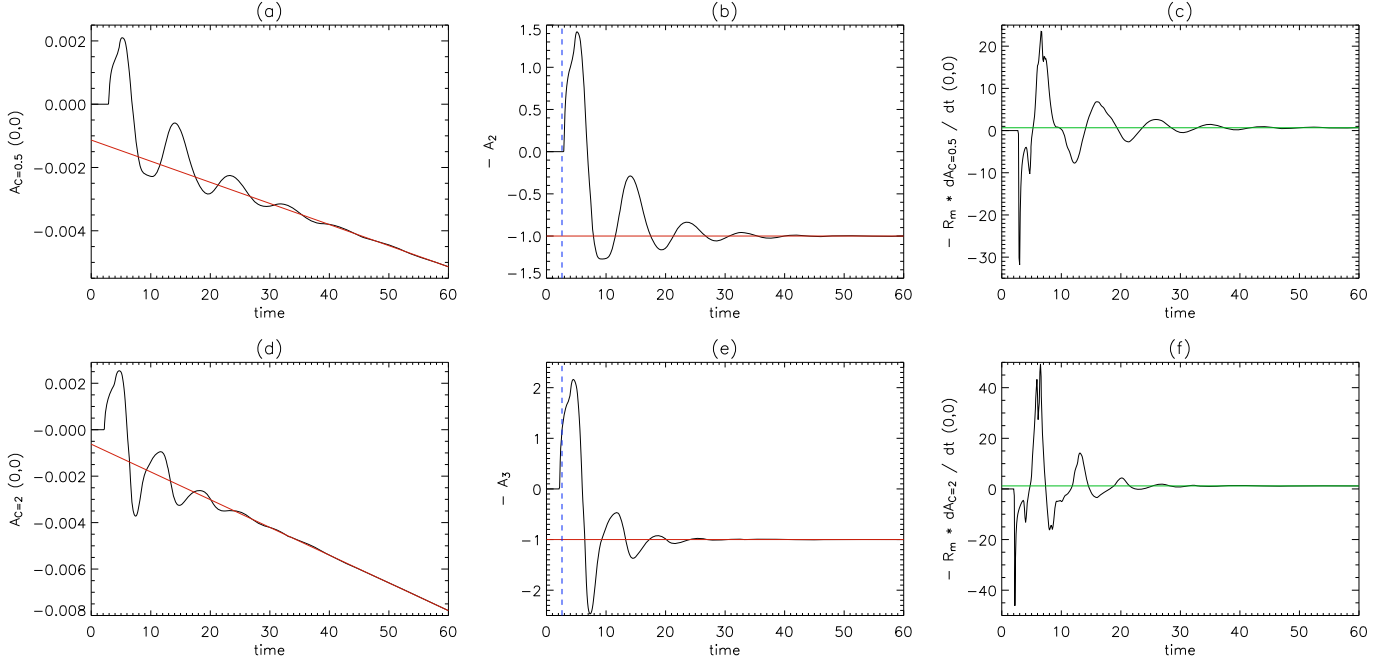 (a)
0.002
0.000
−0.002
−0.004
A_C=0.5 (0,0)
0 10 20 30 40 50 60
time
(b)
1.5
1.0
0.5
0.0
−0.5
−1.0
−1.5
− A_2
0 10 20 30 40 50 60
time
(c)
20
10
0
−10
−20
−30
− R_m * dA_C=0.5 / dt (0,0)
0 10 20 30 40 50 60
time
(d)
0.002
−0.000
−0.002
−0.004
−0.006
−0.008
A_C=2 (0,0)
0 10 20 30 40 50 60
time
(e)
2
1
0
−1
−2
− A_3
0 10 20 30 40 50 60
time
(f)
40
20
0
−20
−40
− R_m * dA_C=2 / dt (0,0)
0 10 20 30 40 50 60
time